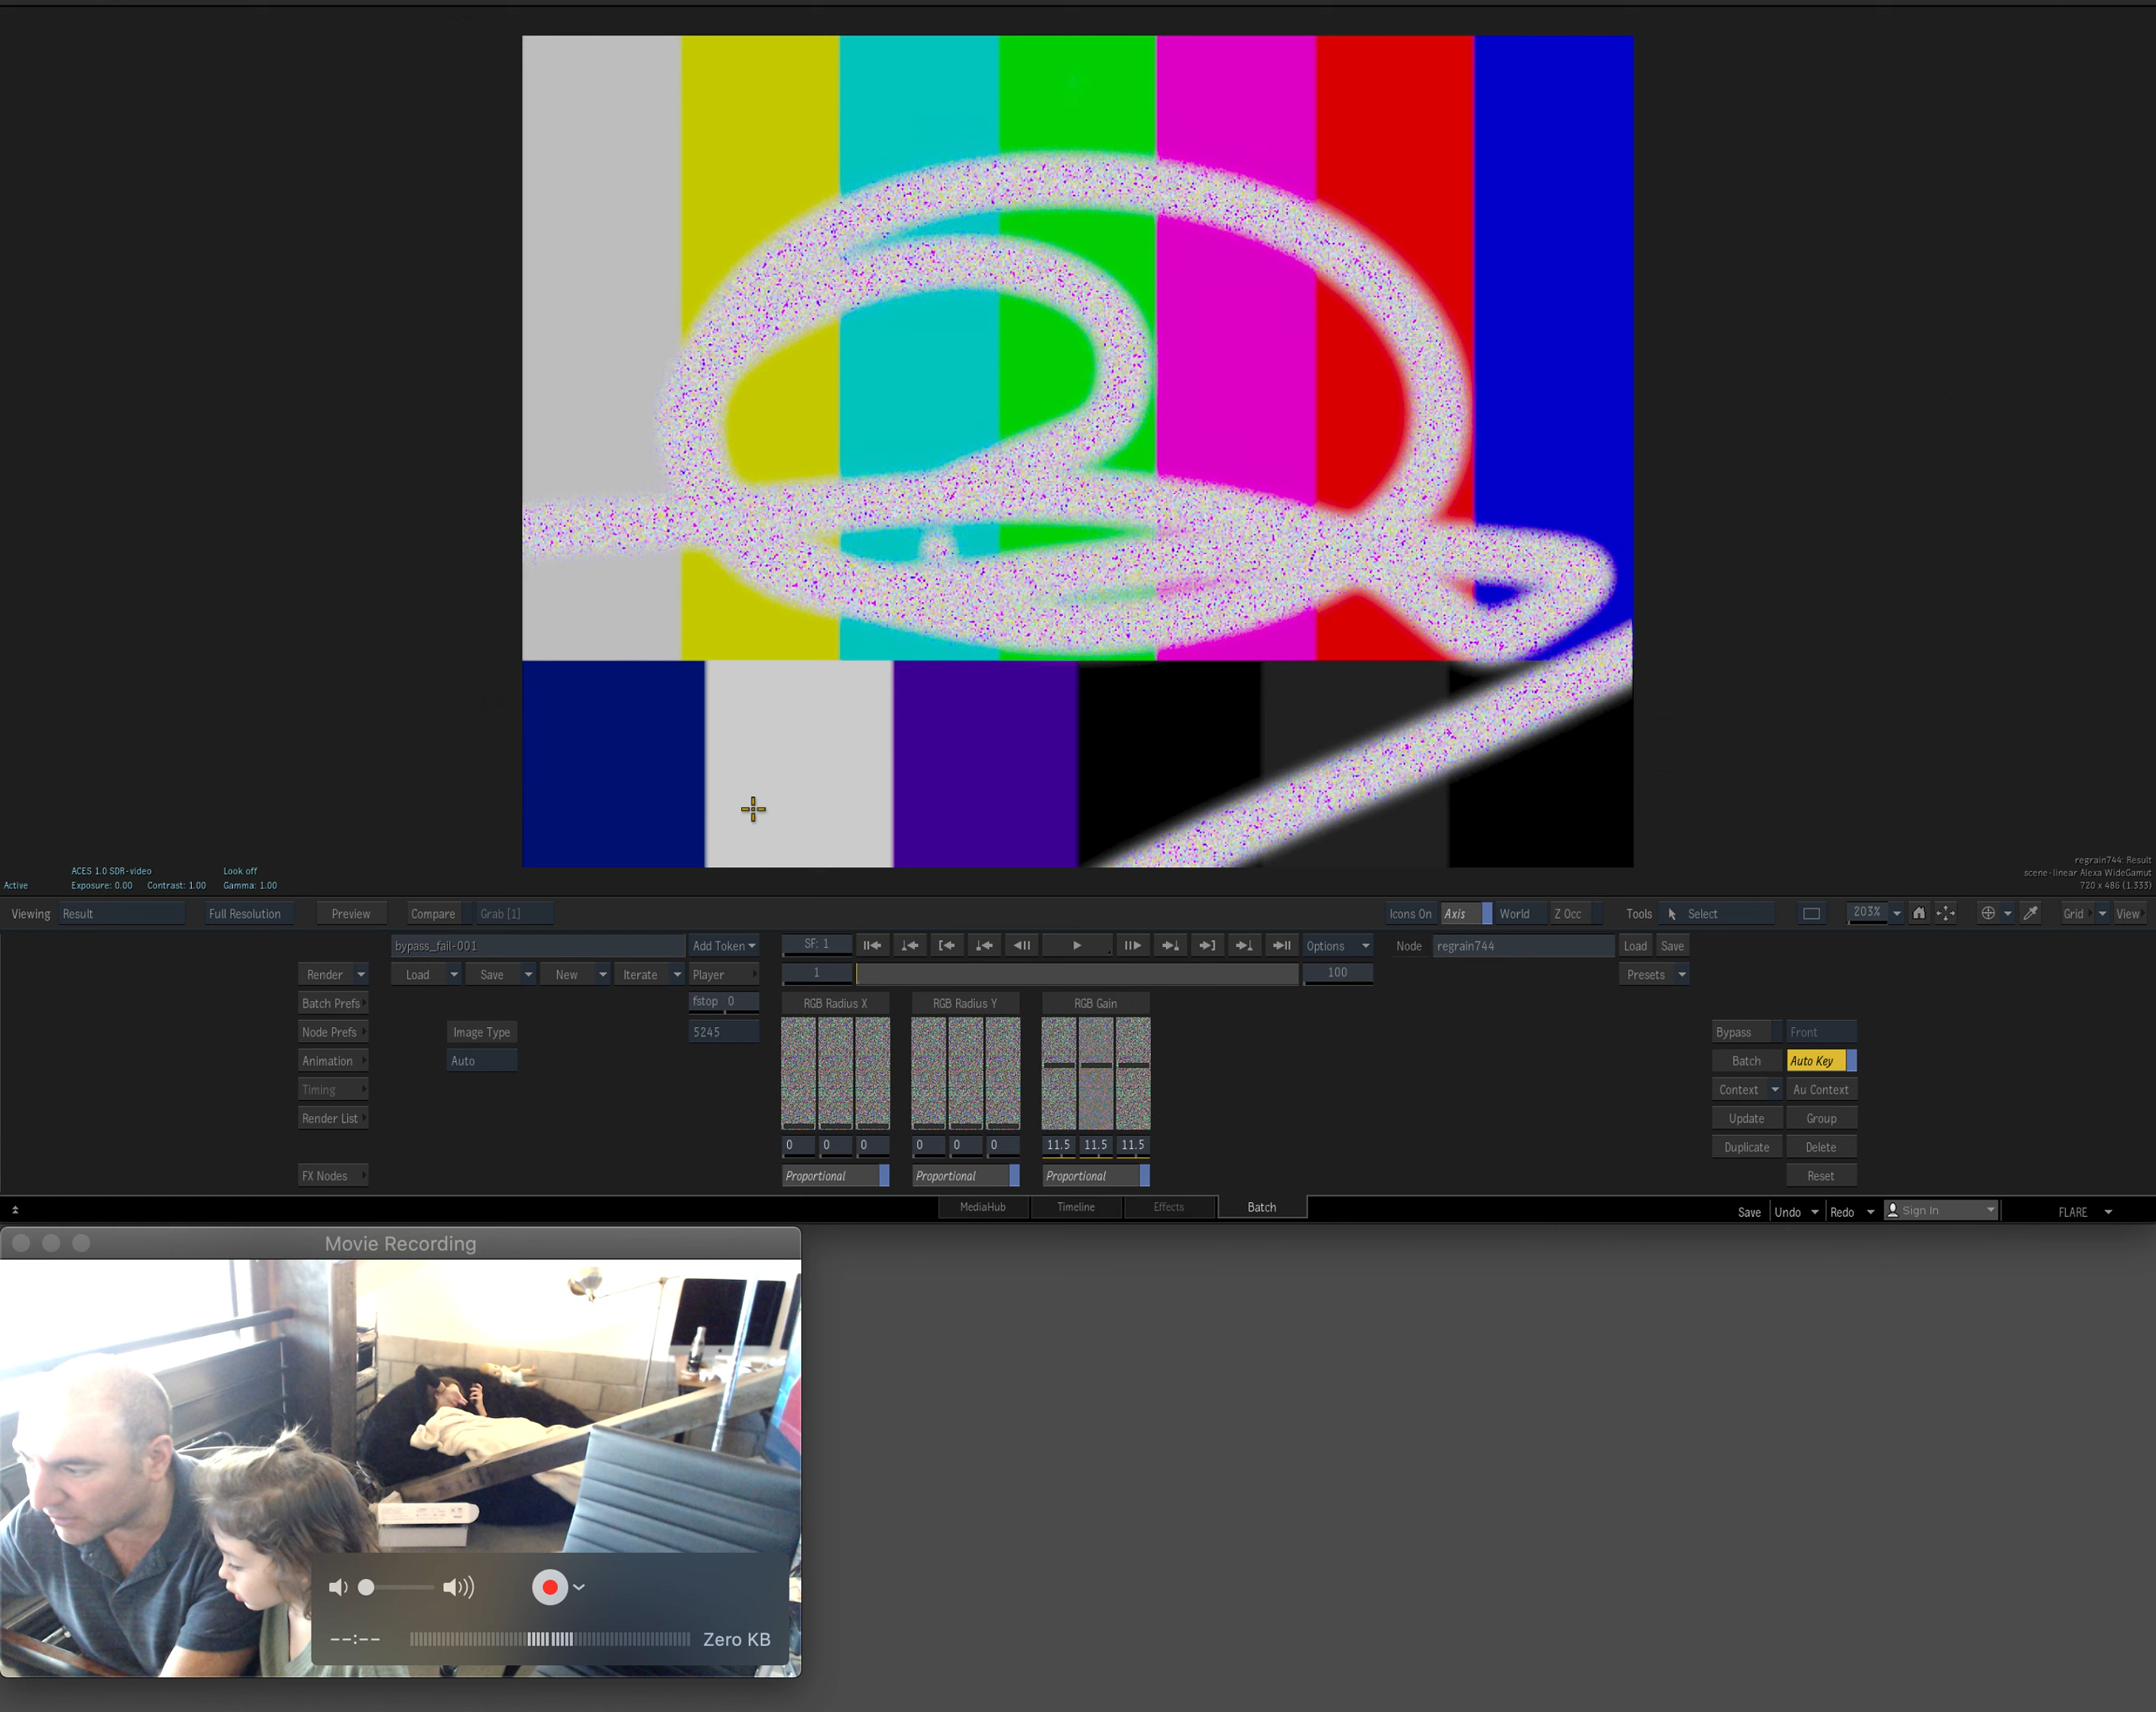 ACES 1.0 SDR-video Look off
Active Exposure: 0.00 Contrast: 1.00 Gamma: 1.00
regrain744: Result
scene-linear Alexa WideGamut
720 x 486 (1.333)
Viewing Result Full Resolution Preview Compare Grab [1] Icons On Axis World Z Occ Tools Select 203% Grid View
bypass_fail-001 Add Token SF: 1 Options Node regrain744 Load Save
Render Load Save New Iterate Player 1 100 Presets
Batch Prefs fstop 0 RGB Radius X RGB Radius Y RGB Gain
Node Prefs Image Type 5245 Bypass Front
Animation Auto Batch Auto Key
Timing Context Au Context
Render List Update Group
0 0 0 0 0 0 11.5 11.5 11.5 Duplicate Delete
FX Nodes Proportional Proportional Proportional Reset
MediaHub Timeline Effects Batch Save Undo Redo Sign In FLARE
Movie Recording
--:-- Zero KB